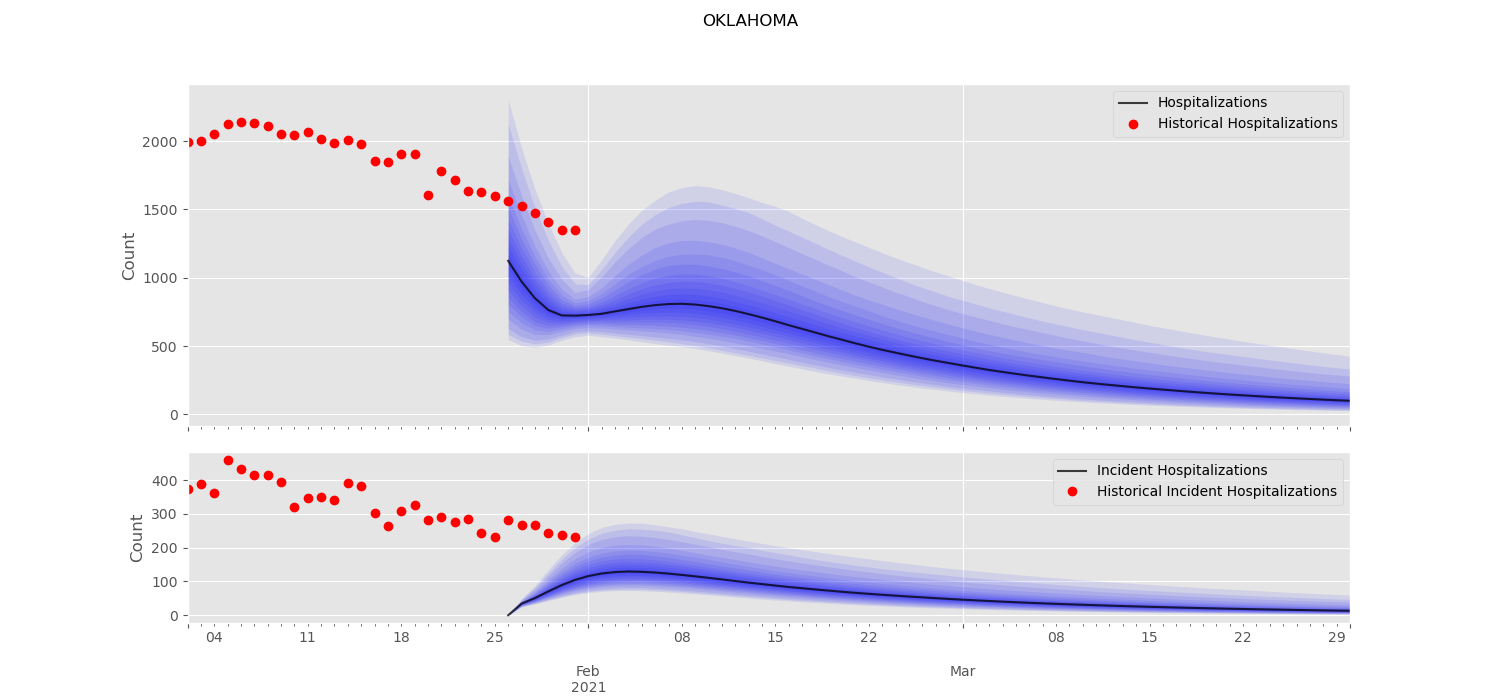 OKLAHOMA
Hospitalizations
Historical Hospitalizations
2000
1500
1000
500
0
Count
Incident Hospitalizations
Historical Incident Hospitalizations
400
300
200
100
0
Count
04 11 18 25 08 15 22 08 15 22 29
Feb Mar
2021